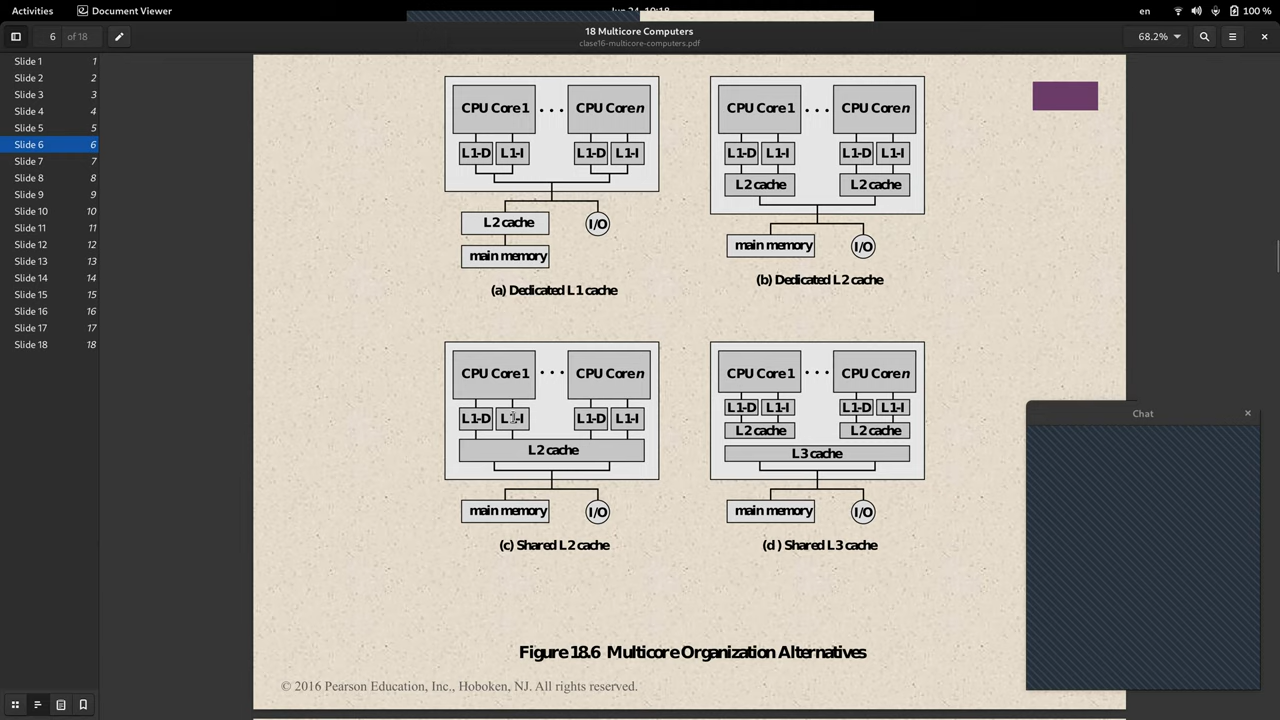 Activities Document Viewer en 100 %
6 of 18 18 Multicore Computers 68.2%
clase16-multicore-computers.pdf
Slide 1 1
Slide 2 2
Slide 3 3
Slide 4 4
Slide 5 5
Slide 6 6
Slide 7 7
Slide 8 8
Slide 9 9
Slide 10 10
Slide 11 11
Slide 12 12
Slide 13 13
Slide 14 14
Slide 15 15
Slide 16 16
Slide 17 17
Slide 18 18
CPU Core 1 ... CPU Core n
L1-D L1-I L1-D L1-I
L2 cache I/O
main memory
(a) Dedicated L1 cache
CPU Core 1 ... CPU Core n
L1-D L1-I L1-D L1-I
L2 cache L2 cache
main memory I/O
(b) Dedicated L2 cache
CPU Core 1 ... CPU Core n
L1-D L1-I L1-D L1-I
L2 cache
main memory I/O
(c) Shared L2 cache
CPU Core 1 ... CPU Core n
L1-D L1-I L1-D L1-I
L2 cache L2 cache
L3 cache
main memory I/O
(d ) Shared L3 cache
Figure 18.6 Multicore Organization Alternatives
© 2016 Pearson Education, Inc., Hoboken, NJ. All rights reserved.
Chat